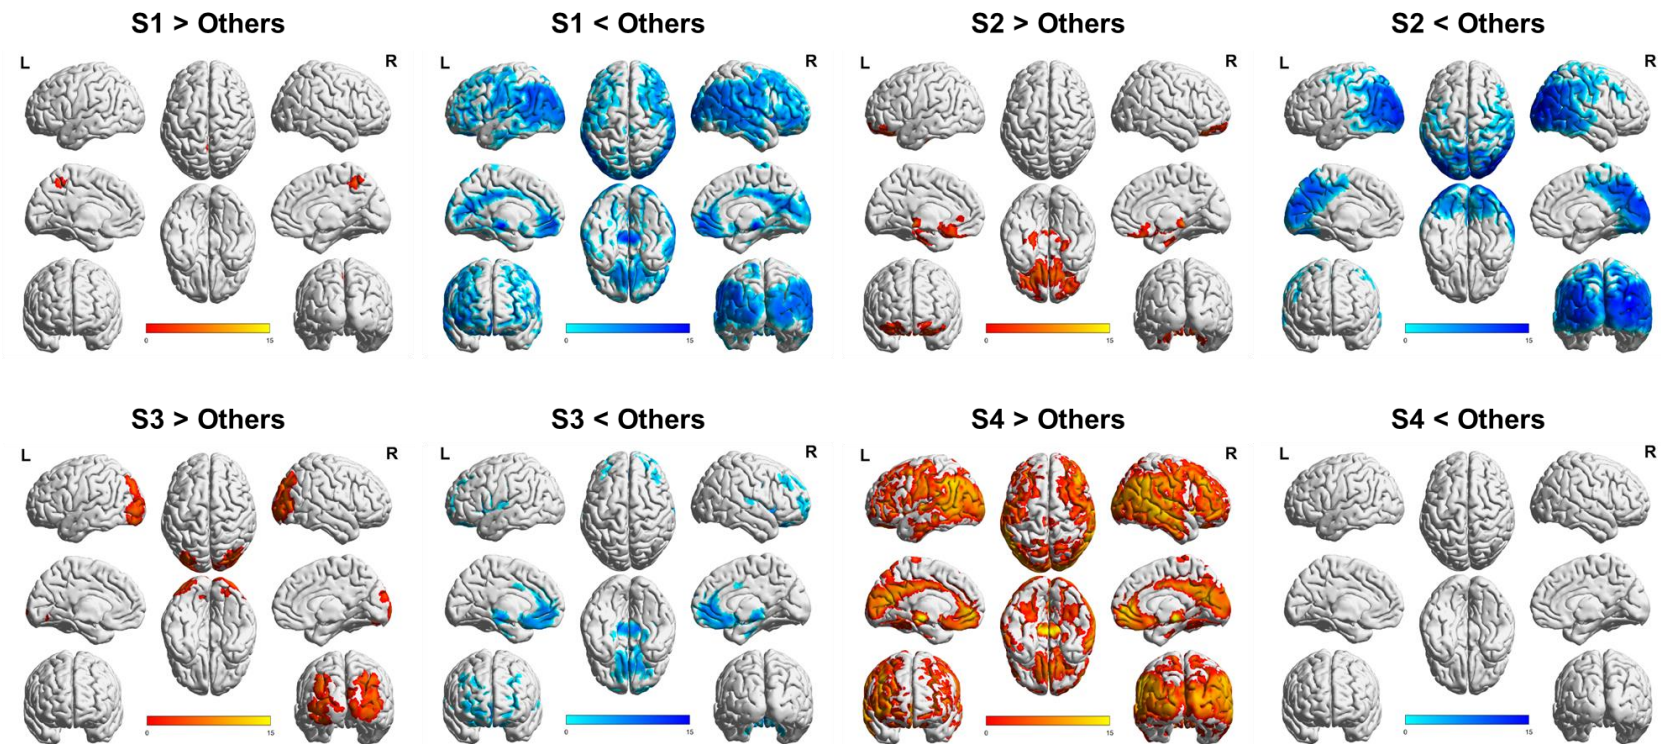 S1 > Others
S1 < Others
S2 > Others
S2 < Others
L
R
L
R
L
R
L
R
0
15
0
15
0
15
0
15
S3 > Others
S3 < Others
S4 > Others
S4 < Others
L
R
L
R
L
R
L
R
0
15
0
15
0
15
0
15